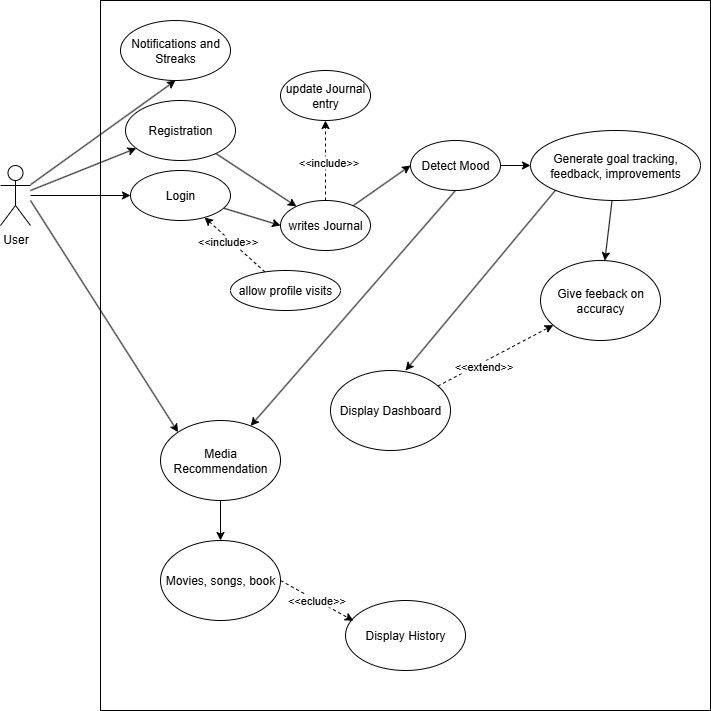 Notifications and
Streaks
update Journal
entry
Registration
<<include>>
Detect Mood
Generate goal tracking,
feedback, improvements
Login
User
writes Journal
<<include>>
allow profile visits
Give feeback on
accuracy
<<extend>>
Display Dashboard
Media
Recommendation
Movies, songs, book
<<eclude>>
Display History